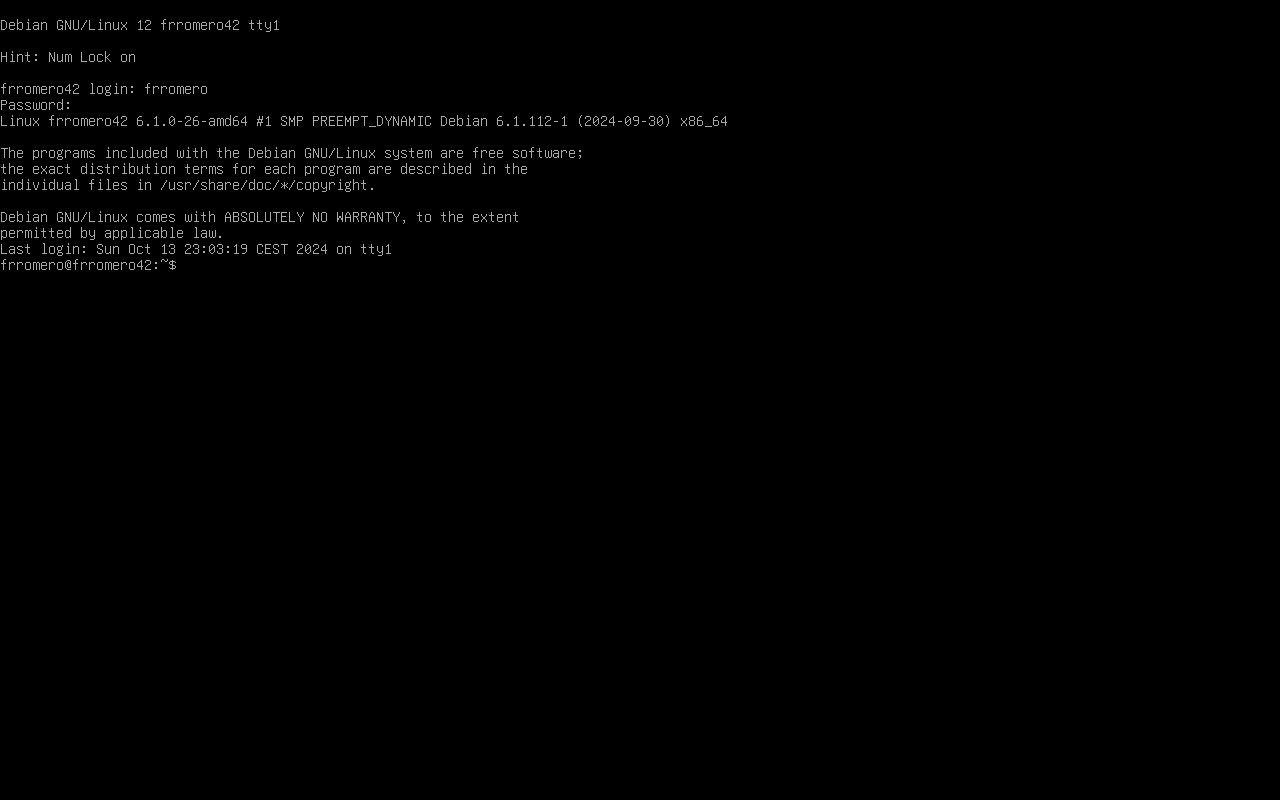 Debian GNU/Linux 12 frromero42 tty1
Hint: Num Lock on
frromero42 login: frromero
Password:
Linux frromero42 6.1.0-26-amd64 #1 SMP PREEMPT_DYNAMIC Debian 6.1.112-1 (2024-09-30) x86_64
The programs included with the Debian GNU/Linux system are free software;
the exact distribution terms for each program are described in the
individual files in /usr/share/doc/*/copyright.
Debian GNU/Linux comes with ABSOLUTELY NO WARRANTY, to the extent
permitted by applicable law.
Last login: Sun Oct 13 23:03:19 CEST 2024 on tty1
frromero@frromero42:~$